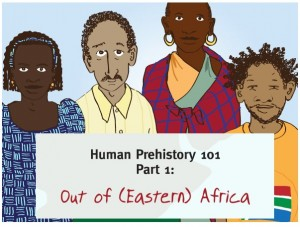 Human Prehistory 101
Part 1:
Out of (Eastern) Africa